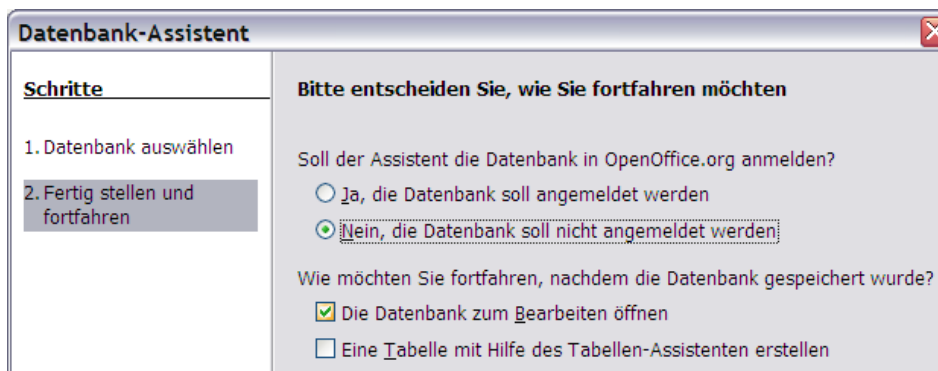 Datenbank-Assistent
Schritte
1. Datenbank auswählen
2. Fertig stellen und
fortfahren
Bitte entscheiden Sie, wie Sie fortfahren möchten
Soll der Assistent die Datenbank in OpenOffice.org anmelden?
Ja, die Datenbank soll angemeldet werden
Nein, die Datenbank soll nicht angemeldet werden
Wie möchten Sie fortfahren, nachdem die Datenbank gespeichert wurde?
Die Datenbank zum Bearbeiten öffnen
Eine Tabelle mit Hilfe des Tabellen-Assistenten erstellen